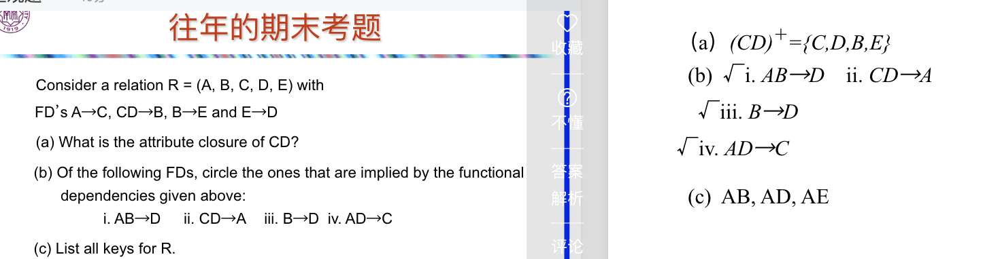 1919
往年的期末考题
Consider a relation R = (A, B, C, D, E) with
FD’s A→C, CD→B, B→E and E→D
(a) What is the attribute closure of CD?
(b) Of the following FDs, circle the ones that are implied by the functional
dependencies given above:
i. AB→D ii. CD→A iii. B→D iv. AD→C
(c) List all keys for R.
收藏
?
不懂
答案
解析
评论
(a) (CD)⁺={C,D,B,E}
(b) √i. AB→D ii. CD→A
√iii. B→D
√iv. AD→C
(c) AB, AD, AE